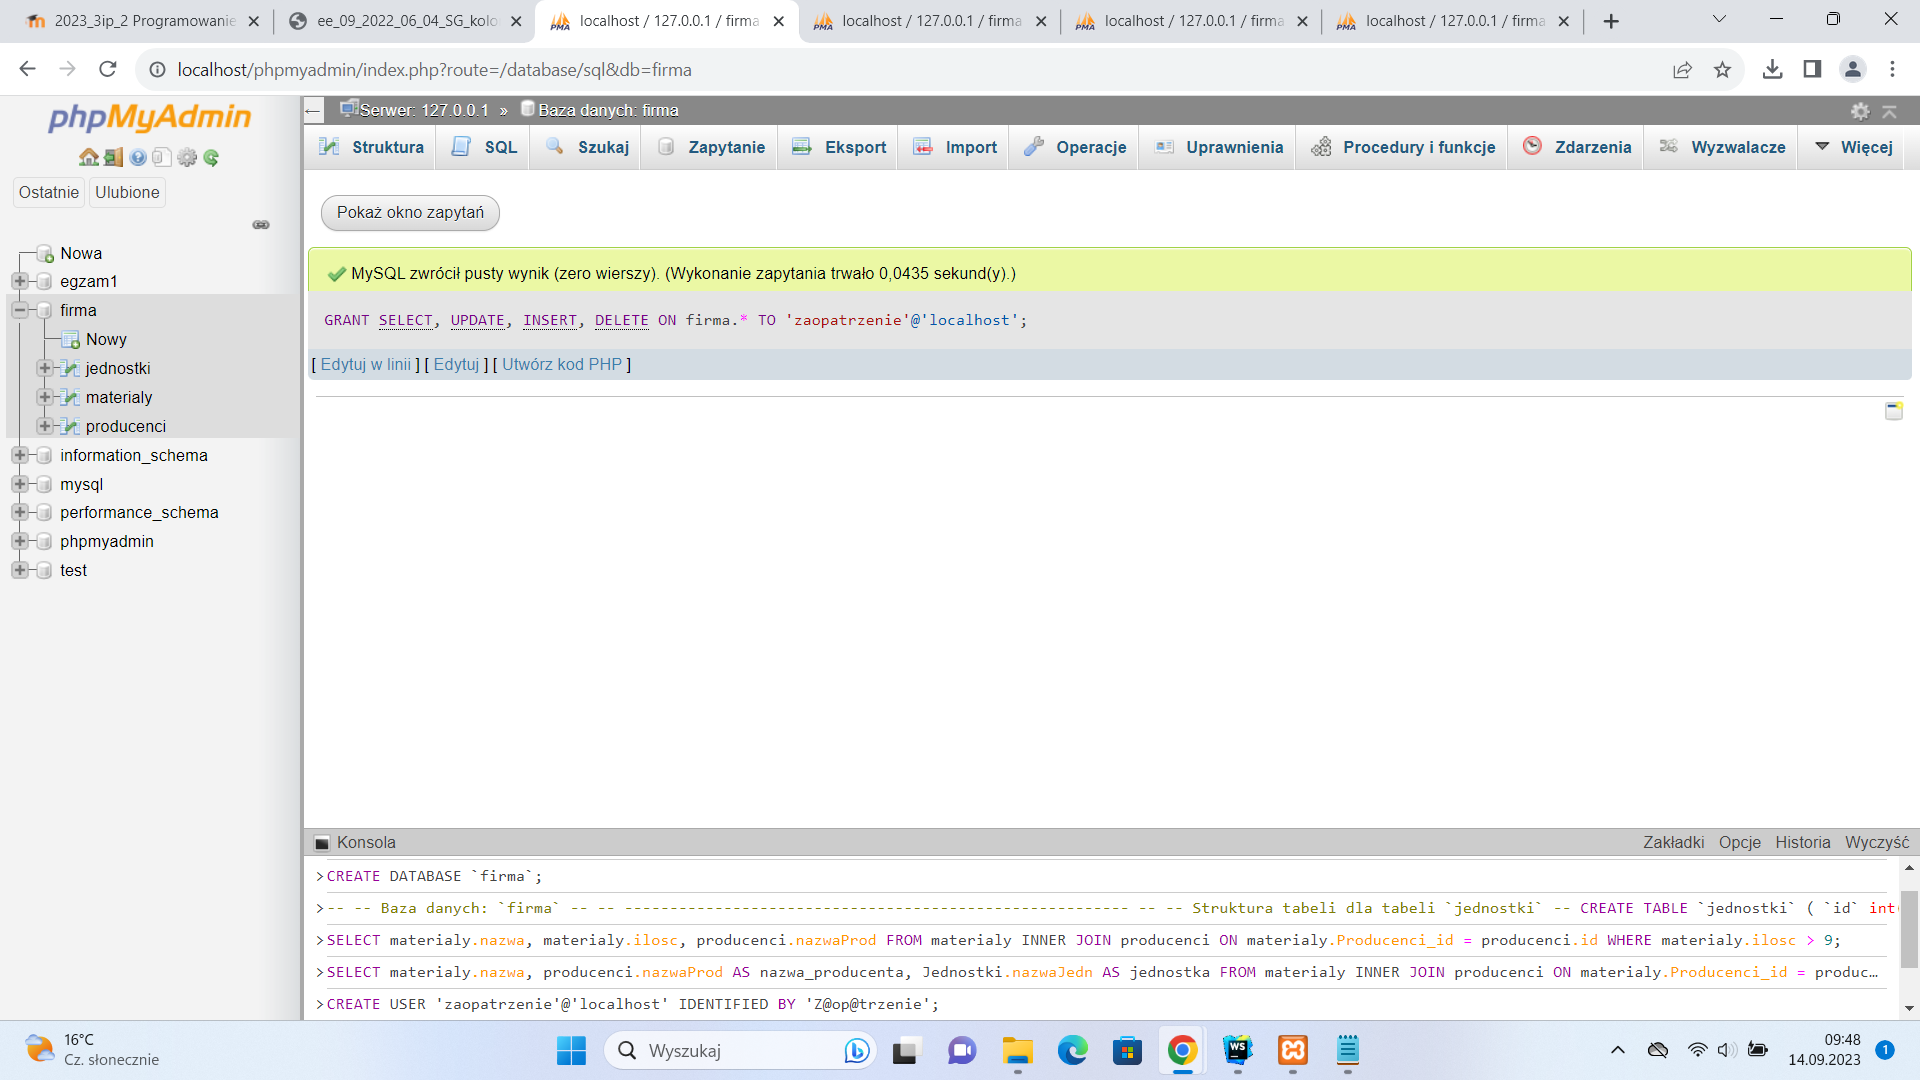 2023_3ip_2 Programowanie
ee_09_2022_06_04_SG_kolo
localhost / 127.0.0.1 / firma
localhost / 127.0.0.1 / firma
localhost / 127.0.0.1 / firma
localhost / 127.0.0.1 / firma
localhost/phpmyadmin/index.php?route=/database/sql&db=firma
phpMyAdmin
Ostatnie Ulubione
Nowa
egzam1
firma
Nowy
jednostki
materialy
producenci
information_schema
mysql
performance_schema
phpmyadmin
test
Serwer: 127.0.0.1 » Baza danych: firma
Struktura SQL Szukaj Zapytanie Eksport Import Operacje Uprawnienia Procedury i funkcje Zdarzenia Wyzwalacze Więcej
Pokaż okno zapytań
MySQL zwrócił pusty wynik (zero wierszy). (Wykonanie zapytania trwało 0,0435 sekund(y).)
GRANT SELECT, UPDATE, INSERT, DELETE ON firma.* TO 'zaopatrzenie'@'localhost';
[ Edytuj w linii ] [ Edytuj ] [ Utwórz kod PHP ]
Konsola Zakładki Opcje Historia Wyczyść
>CREATE DATABASE `firma`;
>-- -- Baza danych: `firma` -- -- -------------------------------------------------------- -- -- Struktura tabeli dla tabeli `jednostki` -- CREATE TABLE `jednostki` ( `id` int
>SELECT materialy.nazwa, materialy.ilosc, producenci.nazwaProd FROM materialy INNER JOIN producenci ON materialy.Producenci_id = producenci.id WHERE materialy.ilosc > 9;
>SELECT materialy.nazwa, producenci.nazwaProd AS nazwa_producenta, Jednostki.nazwaJedn AS jednostka FROM materialy INNER JOIN producenci ON materialy.Producenci_id = produc…
>CREATE USER 'zaopatrzenie'@'localhost' IDENTIFIED BY 'Z@op@trzenie';
16°C
Cz. słonecznie
Wyszukaj
09:48
14.09.2023
1